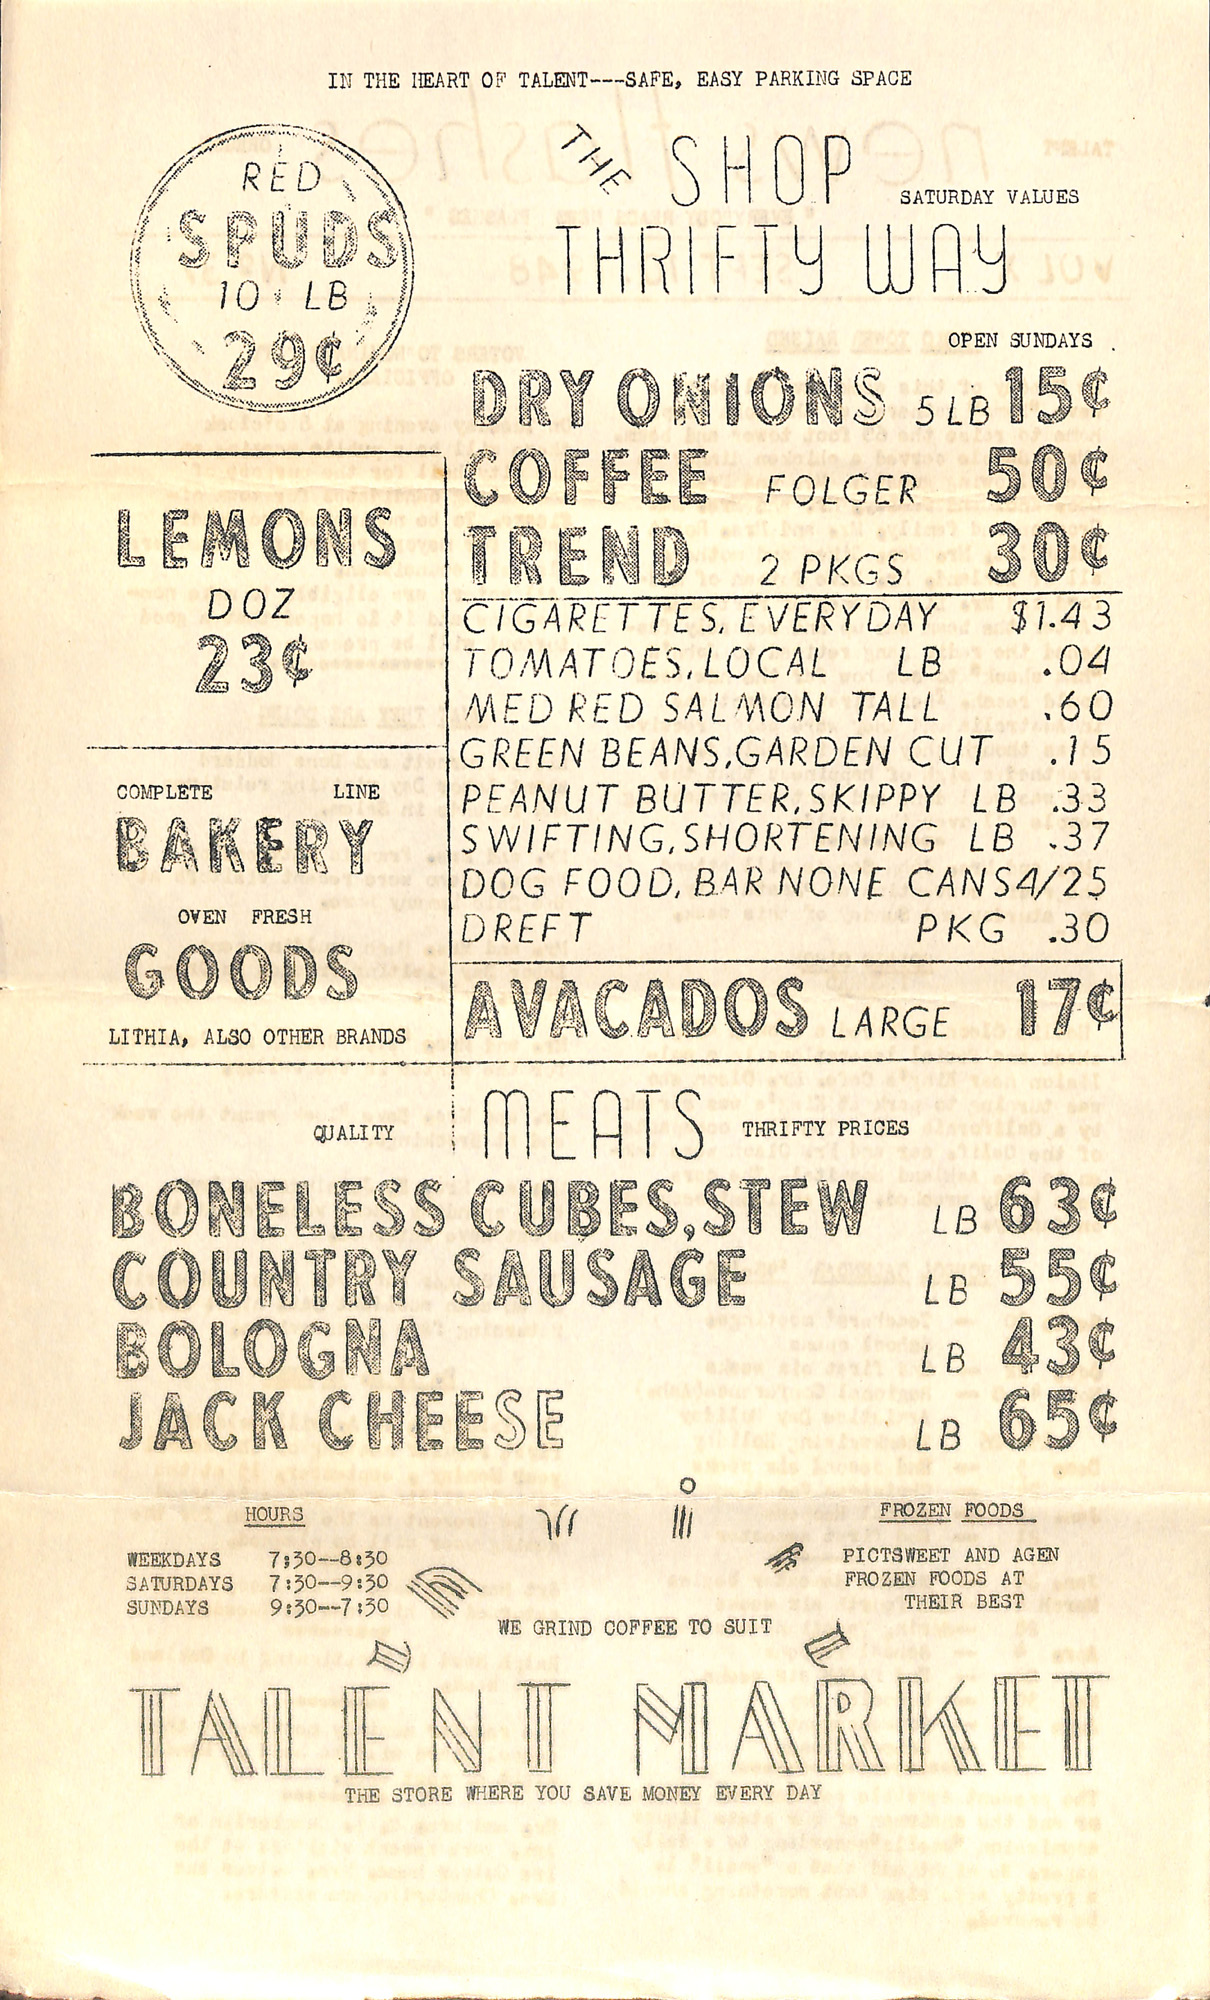 IN THE HEART OF TALENT---SAFE, EASY PARKING SPACE
RED
SPUDS
10 LB
29¢
THE SHOP
SATURDAY VALUES
THRIFTY WAY
OPEN SUNDAYS
DRY ONIONS 5 LB 15¢
COFFEE FOLGER 50¢
TREND 2 PKGS 30¢
LEMONS
DOZ
23¢
CIGARETTES, EVERYDAY $1.43
TOMATOES, LOCAL LB .04
MED RED SALMON TALL .60
GREEN BEANS, GARDEN CUT .15
PEANUT BUTTER, SKIPPY LB .33
SWIFTING, SHORTENING LB .37
DOG FOOD, BAR NONE CANS 4/25
DREFT PKG .30
COMPLETE LINE
BAKERY
OVEN FRESH
GOODS
LITHIA, ALSO OTHER BRANDS
AVACADOS LARGE 17¢
QUALITY MEATS THRIFTY PRICES
BONELESS CUBES, STEW LB 63¢
COUNTRY SAUSAGE LB 55¢
BOLOGNA LB 43¢
JACK CHEESE LB 65¢
HOURS
WEEKDAYS 7:30--8:30
SATURDAYS 7:30--9:30
SUNDAYS 9:30--7:30
FROZEN FOODS
PICTSWEET AND AGEN
FROZEN FOODS AT
THEIR BEST
WE GRIND COFFEE TO SUIT
TALENT MARKET
THE STORE WHERE YOU SAVE MONEY EVERY DAY